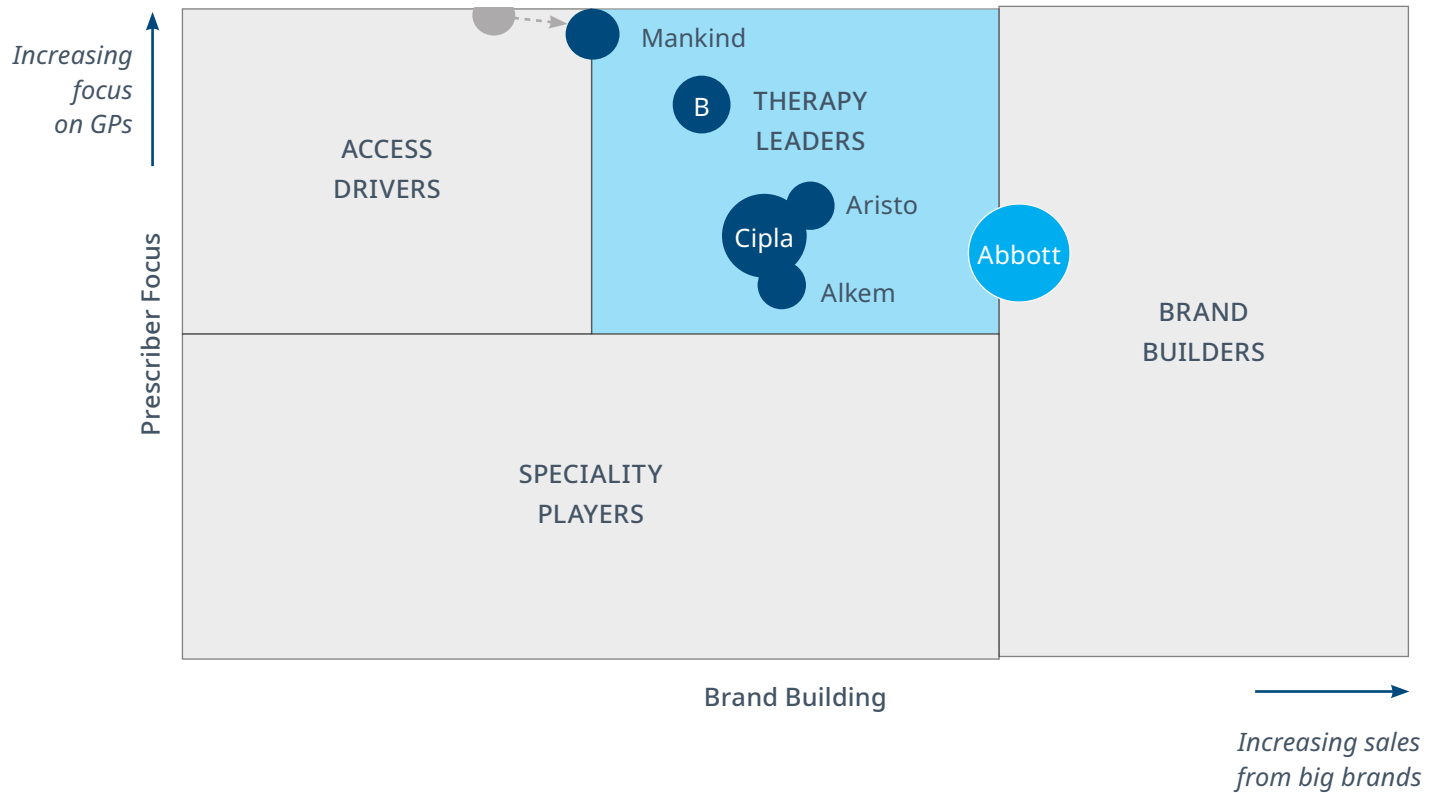 Increasing
focus
on GPs
Prescriber Focus
Mankind
B
THERAPY
LEADERS
ACCESS
DRIVERS
Aristo
Cipla
Alkem
Abbott
BRAND
BUILDERS
SPECIALITY
PLAYERS
Brand Building
Increasing sales
from big brands